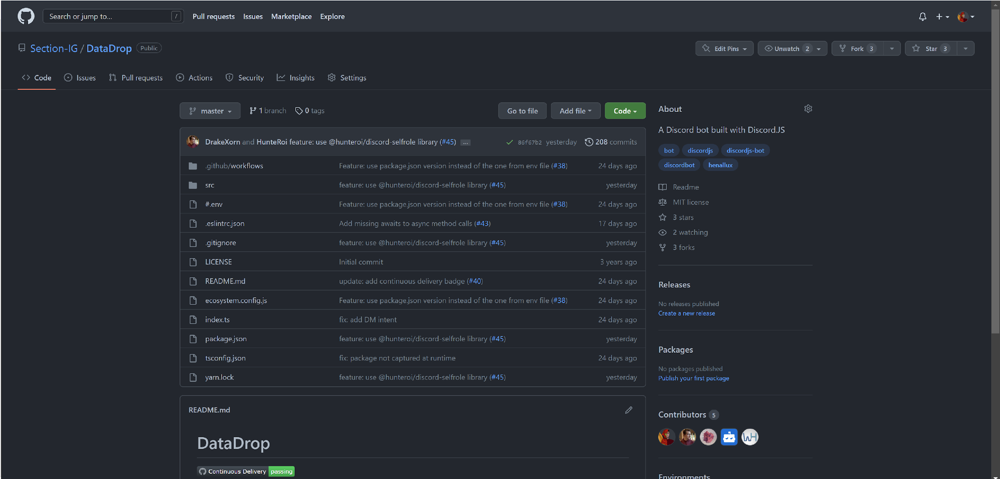 Search or jump to... / Pull requests Issues Marketplace Explore
Section-IG / DataDrop Public Edit Pins Unwatch 2 Fork 3 Star 3
Code Issues Pull requests Actions Security Insights Settings
master 1 branch 0 tags Go to file Add file Code
DrakeXorn and HunteRoi feature: use @hunteroi/discord-selfrole library (#45) ... 86f67b2 yesterday 208 commits
.github/workflows Feature: use package.json version instead of the one from env file (#38) 24 days ago
src feature: use @hunteroi/discord-selfrole library (#45) yesterday
#.env Feature: use package.json version instead of the one from env file (#38) 24 days ago
.eslintrc.json Add missing awaits to async method calls (#43) 17 days ago
.gitignore feature: use @hunteroi/discord-selfrole library (#45) yesterday
LICENSE Initial commit 3 years ago
README.md update: add continuous delivery badge (#40) 24 days ago
ecosystem.config.js Feature: use package.json version instead of the one from env file (#38) 24 days ago
index.ts fix: add DM intent 24 days ago
package.json feature: use @hunteroi/discord-selfrole library (#45) yesterday
tsconfig.json fix: package not captured at runtime 24 days ago
yarn.lock feature: use @hunteroi/discord-selfrole library (#45) yesterday
README.md
DataDrop
Continuous Delivery passing
About
A Discord bot built with Discord.JS
bot discordjs discordjs-bot
discordbot henallux
Readme
MIT license
3 stars
2 watching
3 forks
Releases
No releases published
Create a new release
Packages
No packages published
Publish your first package
Contributors 5
WH
Environments